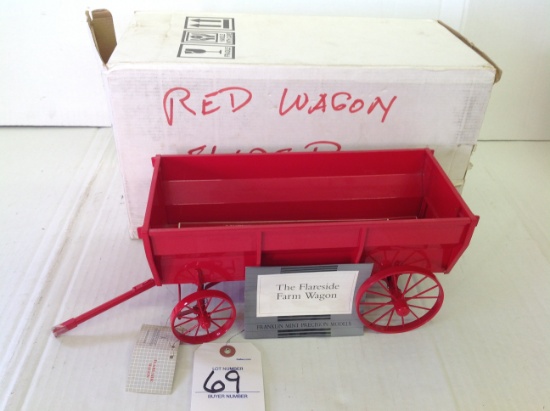 RED WAGON
The Flareside
Farm Wagon
FRANKLIN MINT PRECISION MODELS
LOT NUMBER
69
BUYER NUMBER